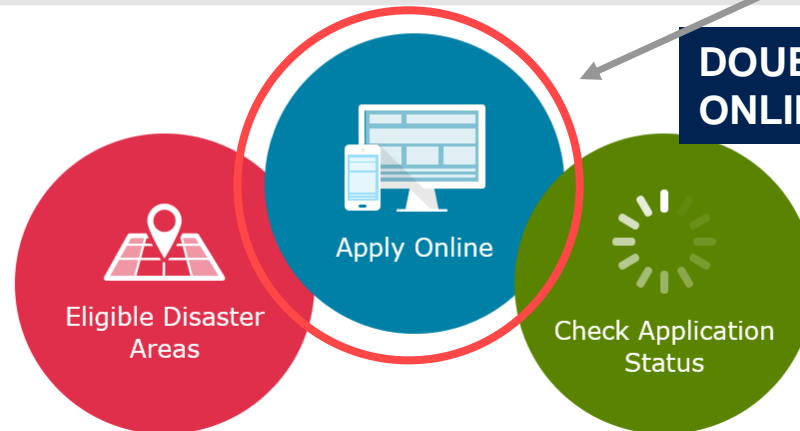 Apply Online
Eligible Disaster
Areas
Check Application
Status